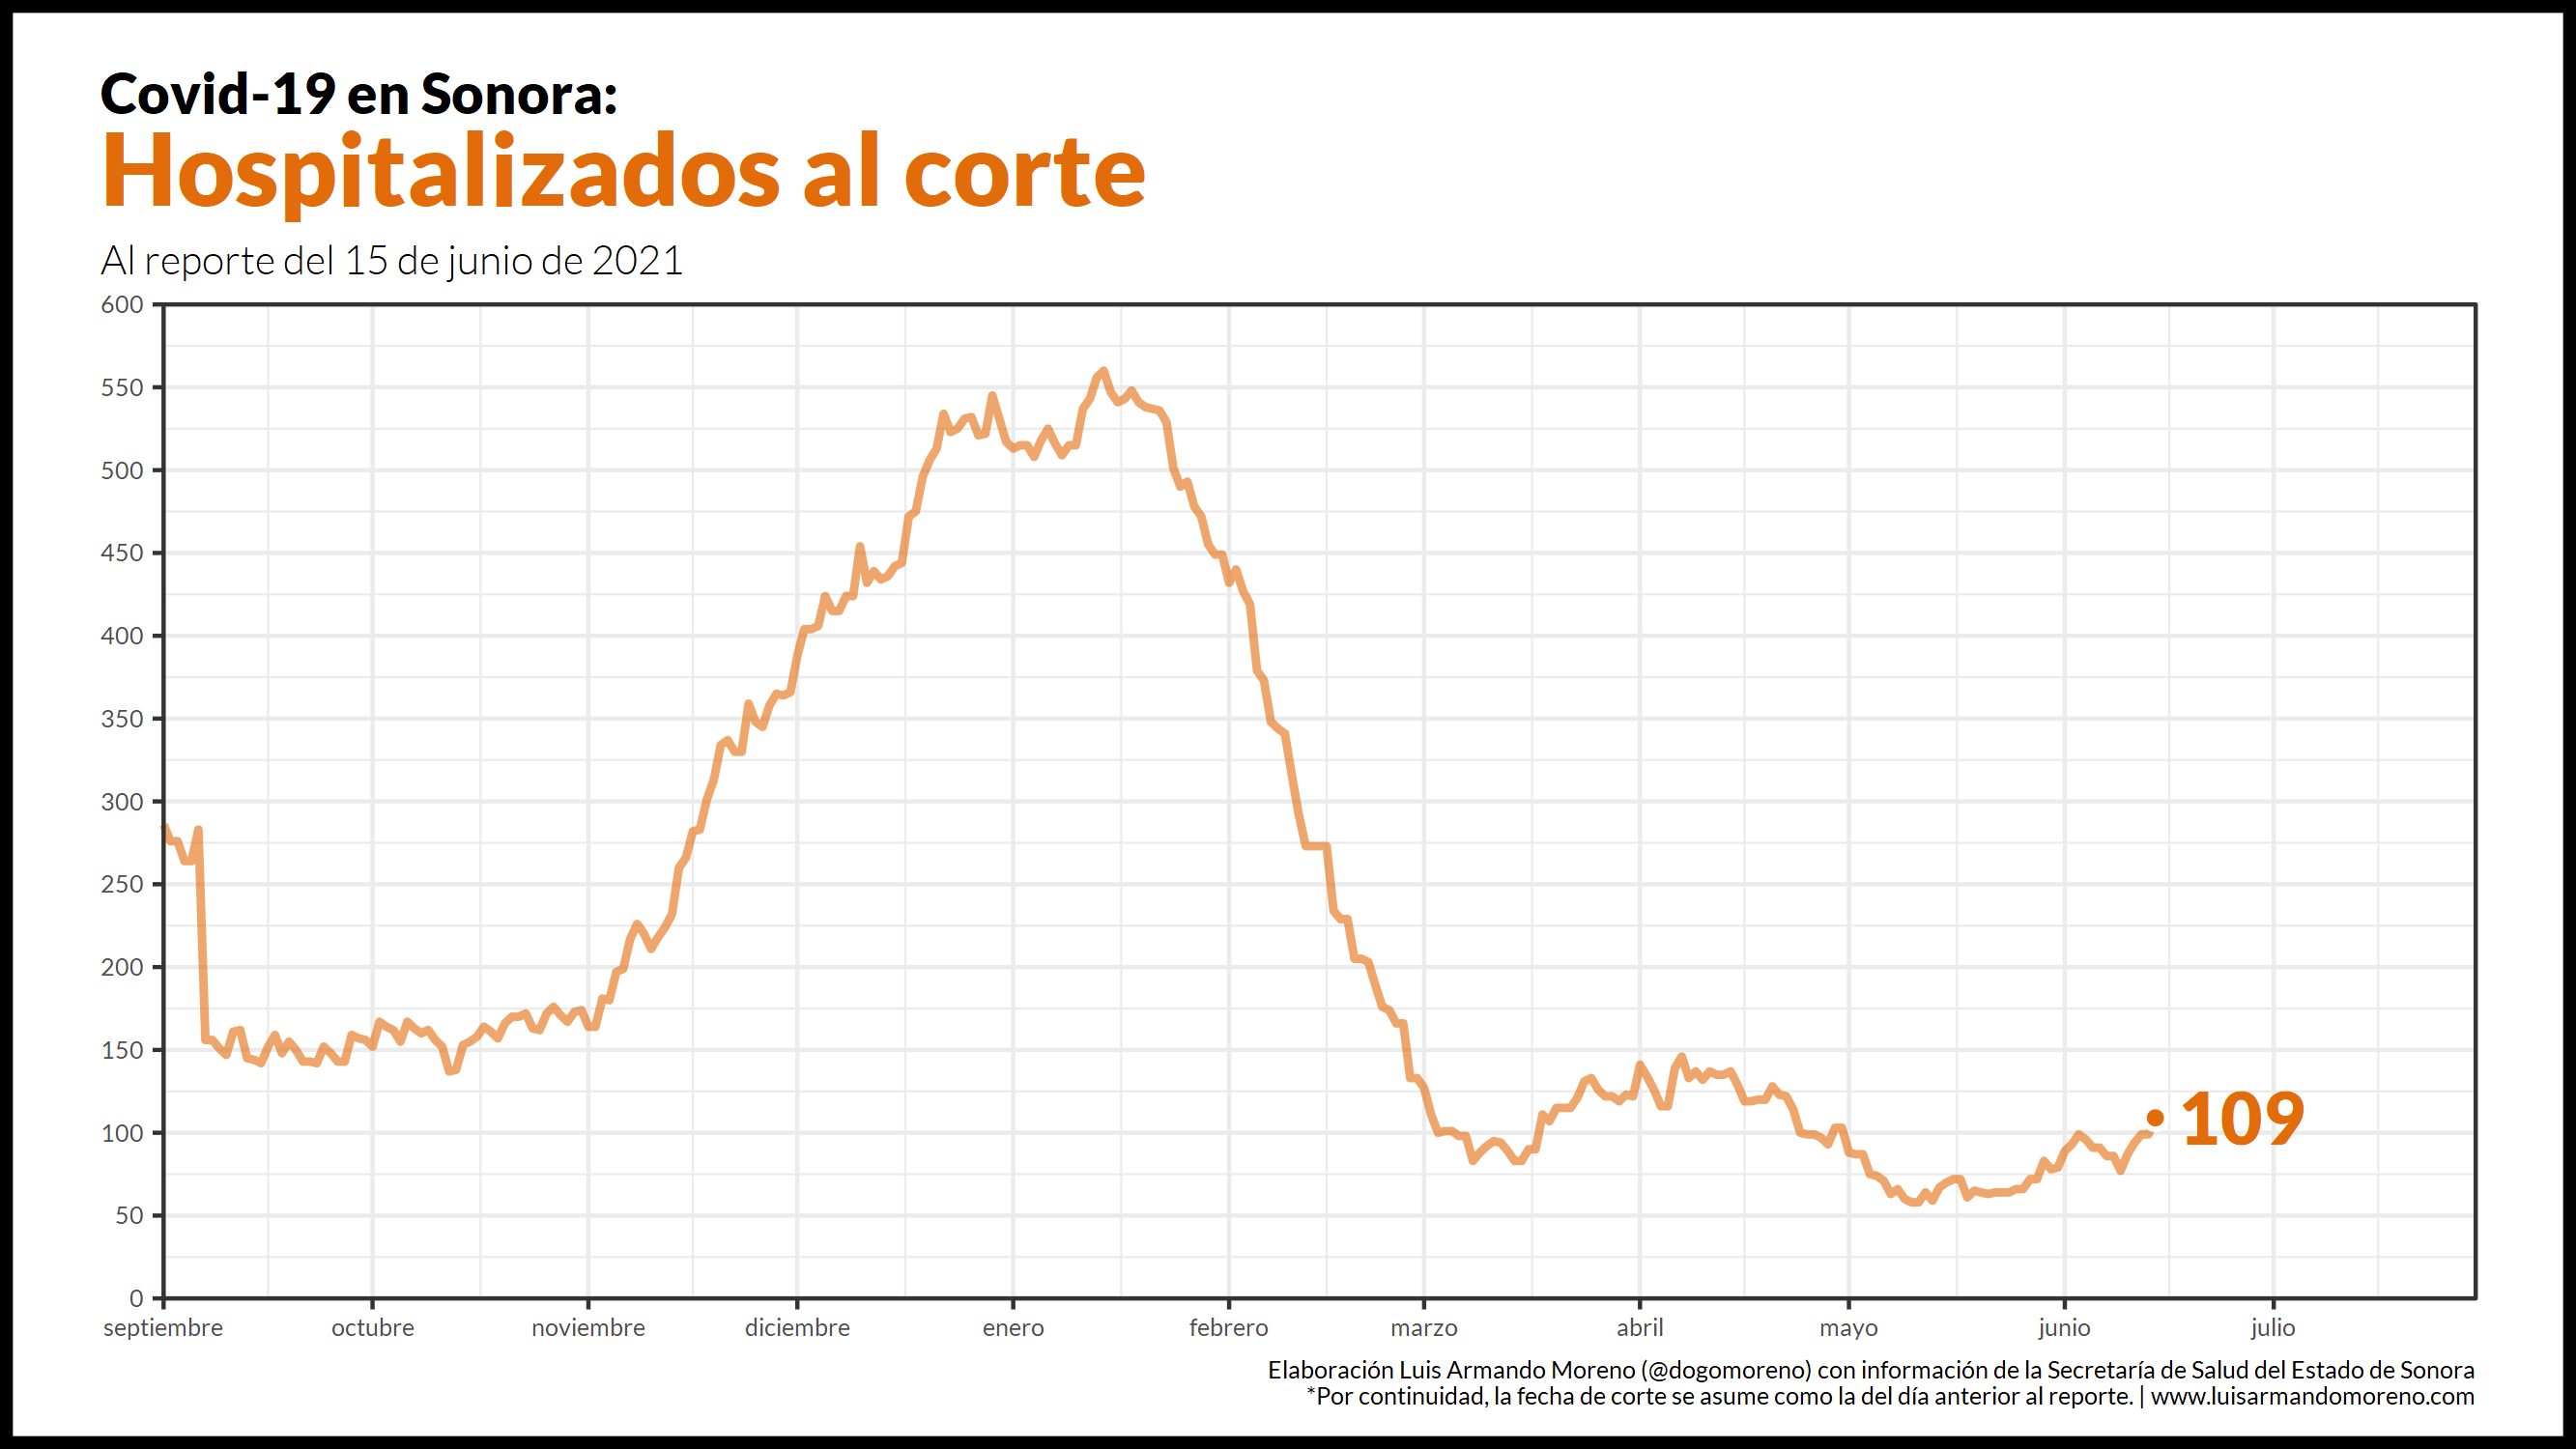 Covid-19 en Sonora:
Hospitalizados al corte
Al reporte del 15 de junio de 2021
600
550
500
450
400
350
300
250
200
150
100
50
0
109
septiembre octubre noviembre diciembre enero febrero marzo abril mayo junio julio
Elaboración Luis Armando Moreno (@dogomoreno) con información de la Secretaría de Salud del Estado de Sonora
*Por continuidad, la fecha de corte se asume como la del día anterior al reporte. | www.luisarmandomoreno.com